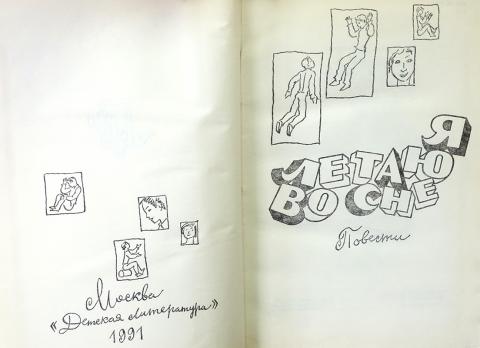 Москва
"Детская литература"
1991
Я
ЛЕТАЮ
ВО СНЕ
Повести